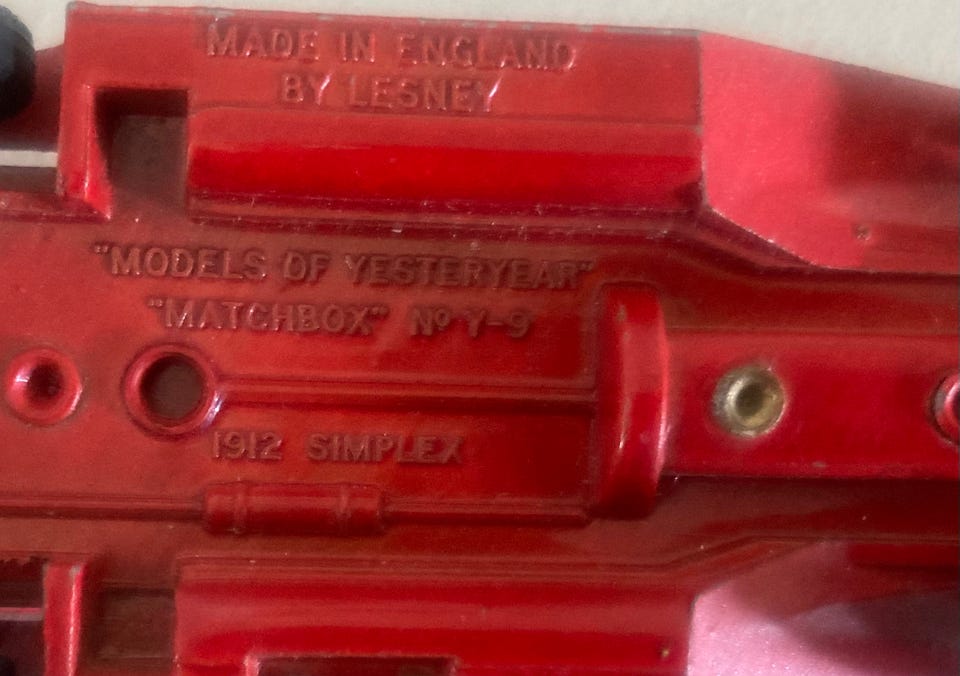 MADE IN ENGLAND
BY LESNEY
"MODELS OF YESTERYEAR"
"MATCHBOX" Nº Y-9
1912 SIMPLEX